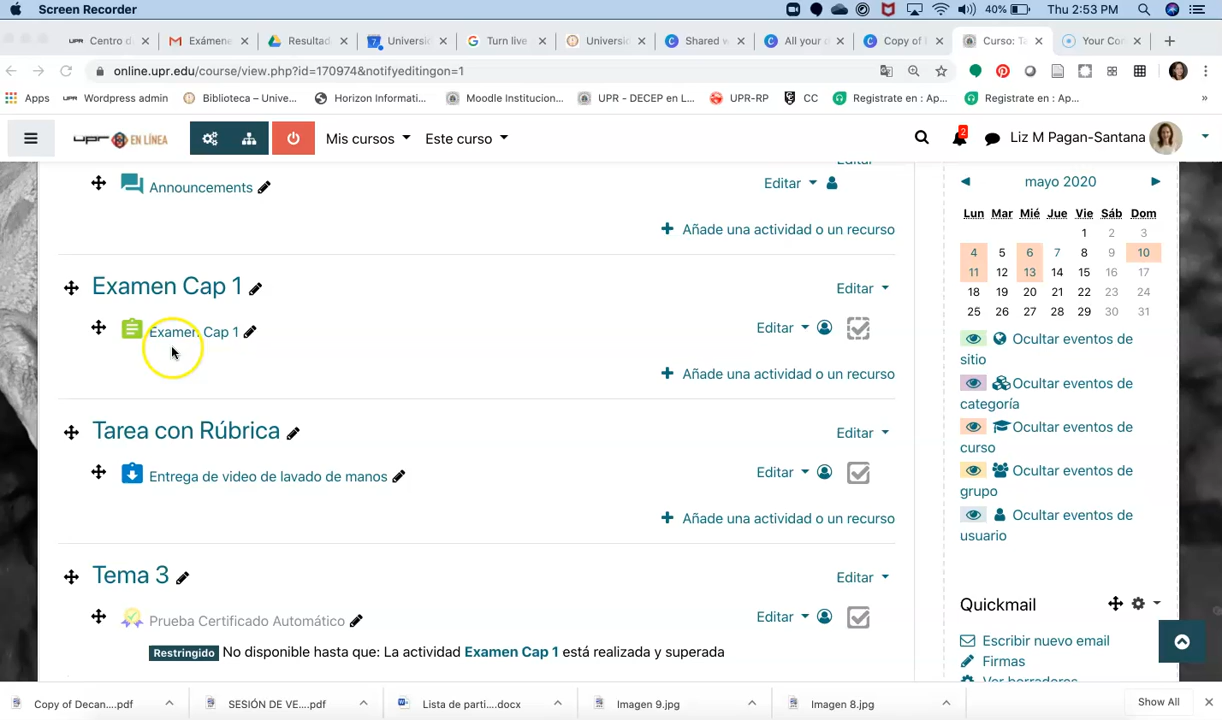 Screen Recorder
40%
Thu 2:53 PM
Centro d
Exámene
Resultad
Universi
Turn live
Universi
Shared w
All your
Copy of
Curso: Ta
Your Con
online.upr.edu/course/view.php?id=170974&notifyeditingon=1
Apps
Wordpress admin
Biblioteca – Unive...
Horizon Informati...
Moodle Institucion...
UPR - DECEP en L...
UPR-RP
CC
Registrate en : Ap...
Registrate en : Ap...
»
upr EN LÍNEA
Mis cursos
Este curso
2
Liz M Pagan-Santana
Announcements
Editar
Añade una actividad o un recurso
Examen Cap 1
Editar
Examen Cap 1
Editar
Añade una actividad o un recurso
Tarea con Rúbrica
Editar
Entrega de video de lavado de manos
Editar
Añade una actividad o un recurso
Tema 3
Editar
Prueba Certificado Automático
Editar
Restringido No disponible hasta que: La actividad Examen Cap 1 está realizada y superada
mayo 2020
Lun Mar Mié Jue Vie Sáb Dom
1 2 3
4 5 6 7 8 9 10
11 12 13 14 15 16 17
18 19 20 21 22 23 24
25 26 27 28 29 30 31
Ocultar eventos de
sitio
Ocultar eventos de
categoría
Ocultar eventos de
curso
Ocultar eventos de
grupo
Ocultar eventos de
usuario
Quickmail
Escribir nuevo email
Firmas
Ver borradores
Copy of Decan....pdf
SESIÓN DE VE....pdf
Lista de parti....docx
Imagen 9.jpg
Imagen 8.jpg
Show All